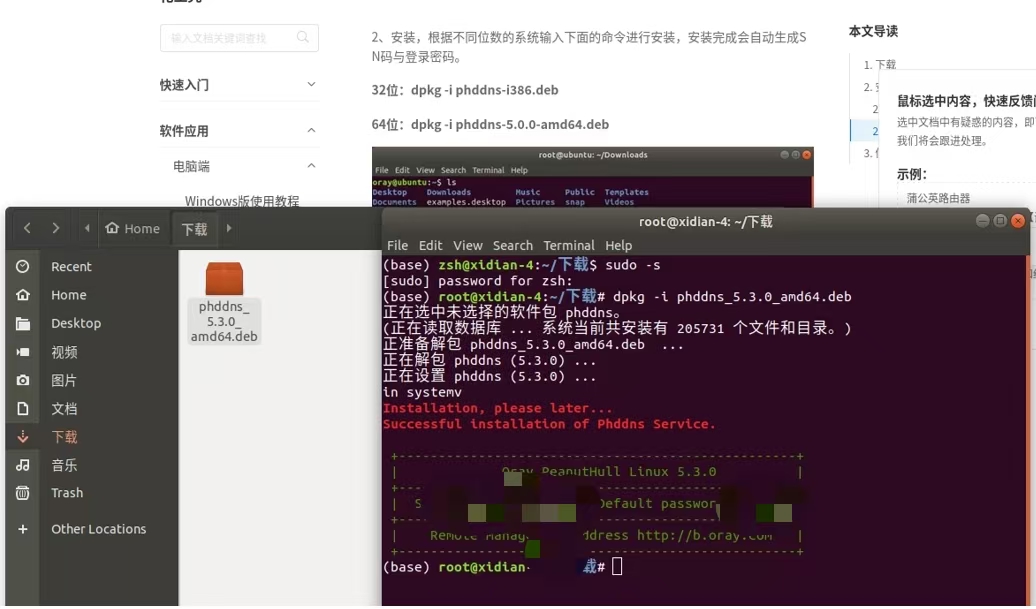 输入文档关键词查找
快速入门
软件应用
电脑端
Windows版使用教程
2、安装，根据不同位数的系统输入下面的命令进行安装，安装完成会自动生成S
N码与登录密码。
32位：dpkg -i phddns-i386.deb
64位：dpkg -i phddns-5.0.0-amd64.deb
root@ubuntu: ~/Downloads
File Edit View Search Terminal Help
oray@ubuntu:~$ ls
Desktop Downloads Music Public Templates
Documents examples.desktop Pictures snap Videos
本文导读
1. 下载
2.
2
2.
3.
鼠标选中内容，快速反馈
选中文档中有疑惑的内容，即
我们将会跟进处理。
示例：
蒲公英路由器
Home
下载
Recent
Home
Desktop
视频
图片
文档
下载
音乐
Trash
Other Locations
phddns_
5.3.0_
amd64.deb
root@xidian-4: ~/下载
File Edit View Search Terminal Help
(base) zsh@xidian-4:~/下载$ sudo -s
[sudo] password for zsh:
(base) root@xidian-4:~/下载# dpkg -i phddns_5.3.0_amd64.deb
正在选中未选择的软件包 phddns。
(正在读取数据库 ... 系统当前共安装有 205731 个文件和目录。)
正准备解包 phddns_5.3.0_amd64.deb ...
正在解包 phddns (5.3.0) ...
正在设置 phddns (5.3.0) ...
in systemv
Installation, please later...
Successful installation of Phddns Service.
+--------------------------------------------------+
| Oray PeanutHull Linux 5.3.0 |
| S Default passwor
| Remote Manag ddress http://b.oray.com |
+--------------------------------------------------+
(base) root@xidian- 载#